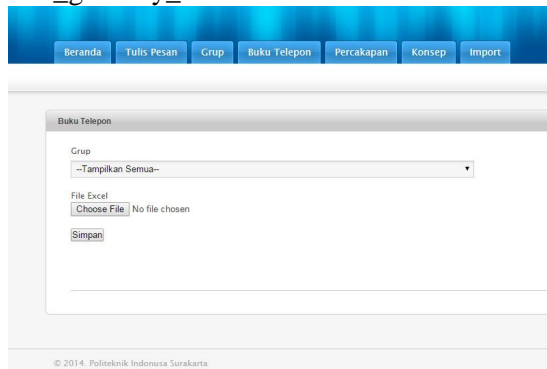 Beranda Tulis Pesan Grup Buku Telepon Percakapan Konsep Import
Buku Telepon
Grup
--Tampilkan Semua--
File Excel
Choose File No file chosen
Simpan
© 2014. Politeknik Indonusa Surakarta